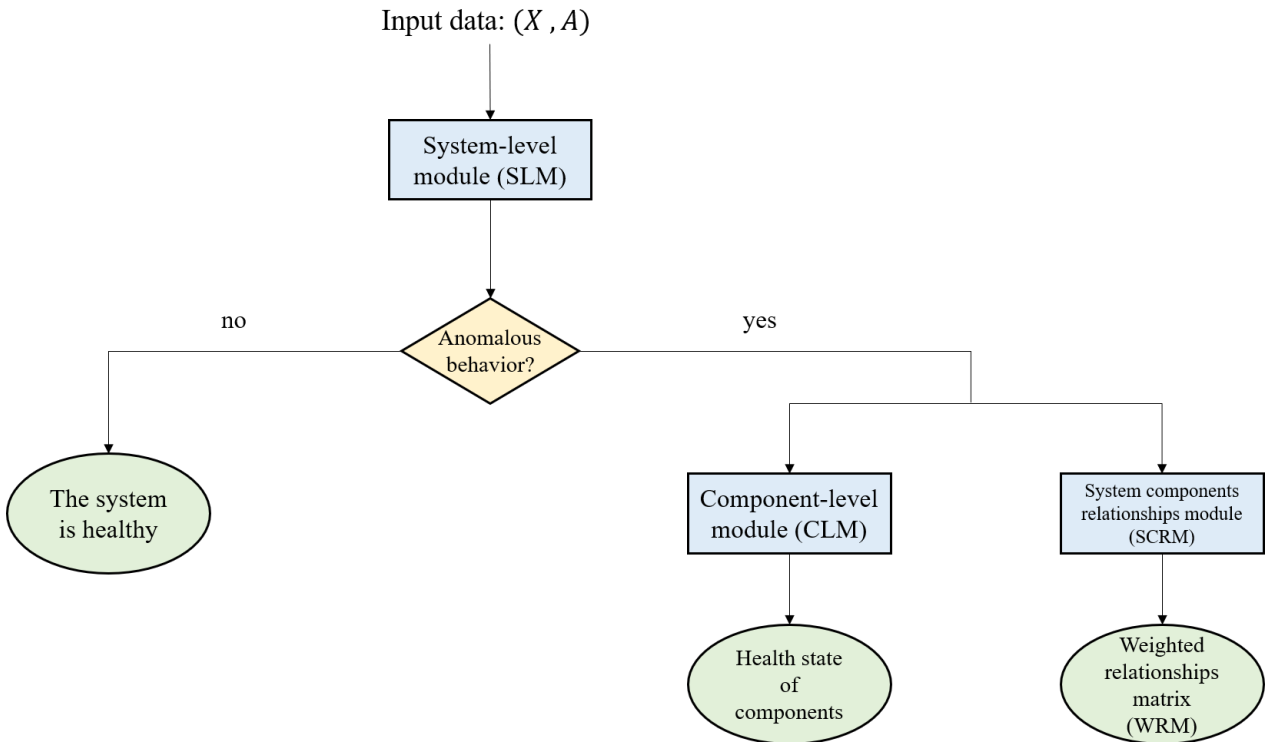 Input data: (X , A)
System-level
module (SLM)
Anomalous
behavior?
no
yes
The system
is healthy
Component-level
module (CLM)
System components
relationships module
(SCRM)
Health state
of
components
Weighted
relationships
matrix
(WRM)